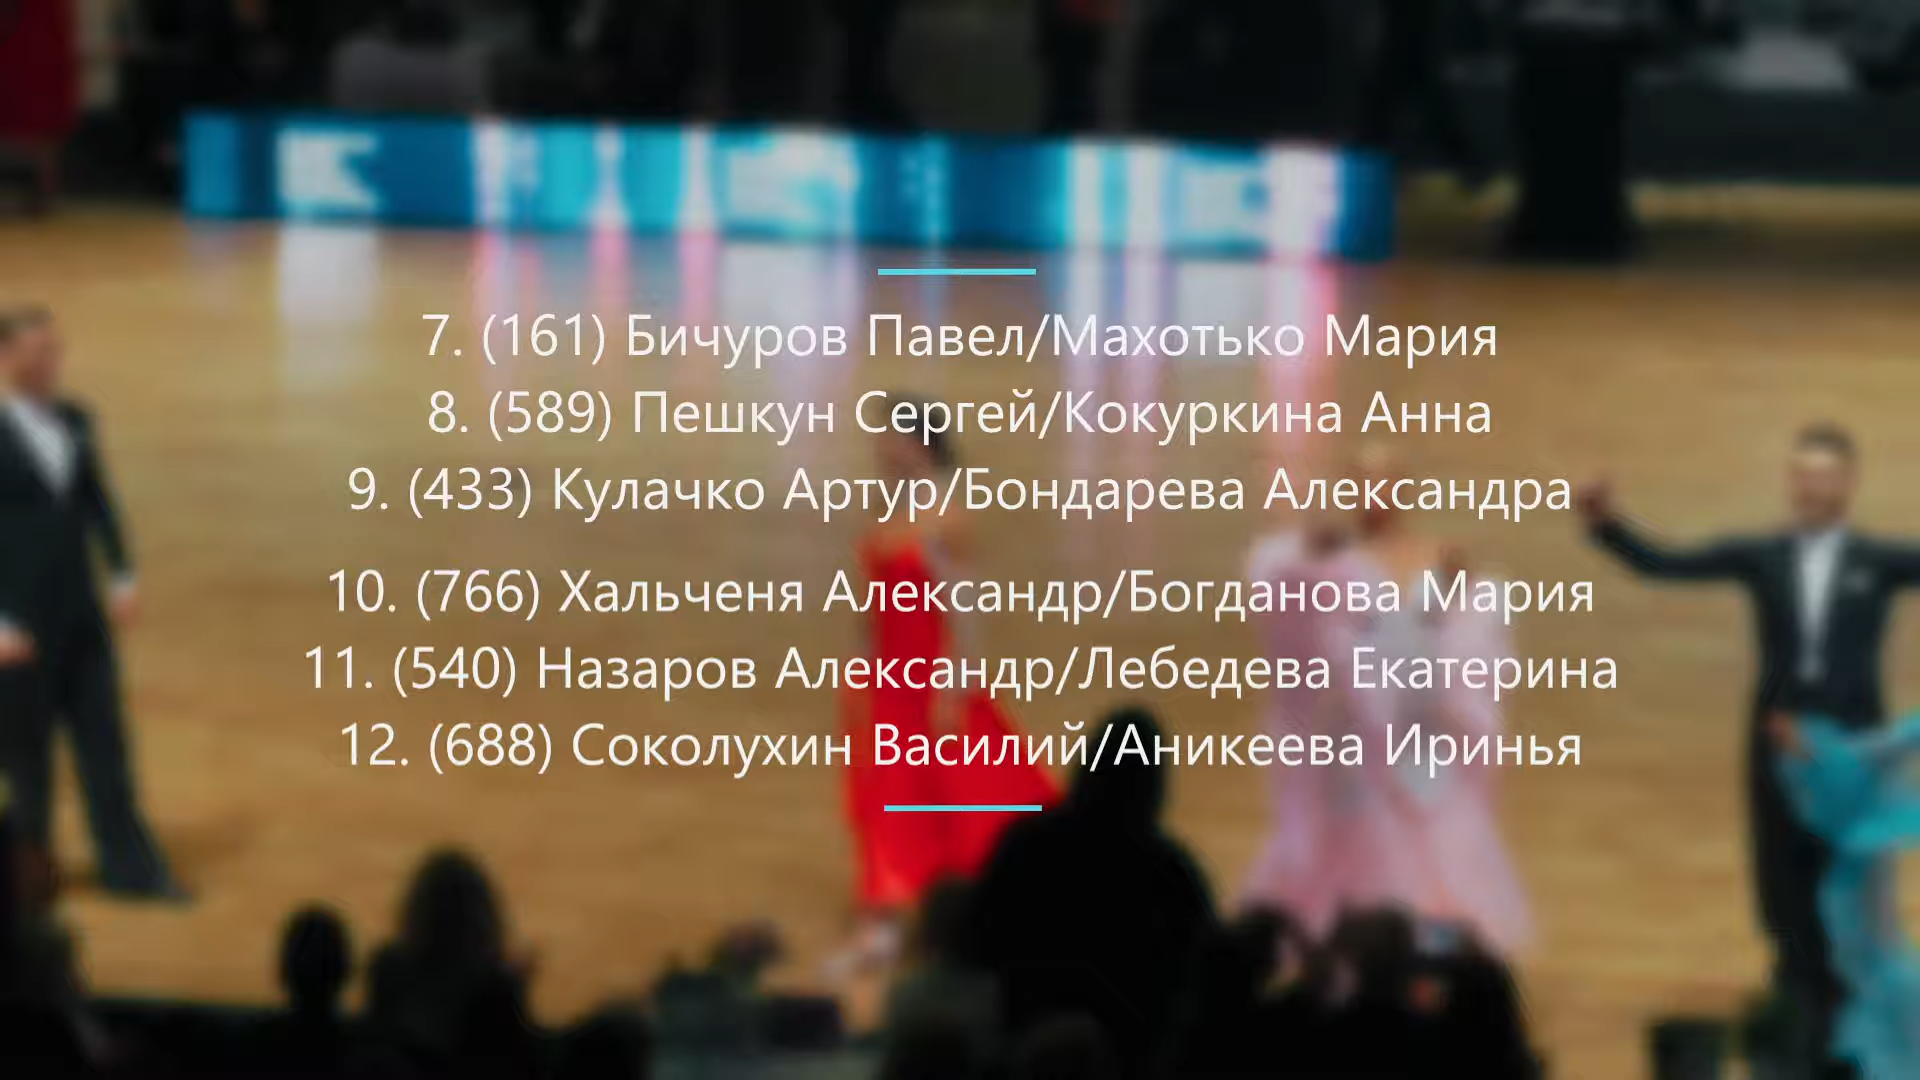 7. (161) Бичуров Павел/Махотько Мария
8. (589) Пешкун Сергей/Кокуркина Анна
9. (433) Кулачко Артур/Бондарева Александра
10. (766) Хальченя Александр/Богданова Мария
11. (540) Назаров Александр/Лебедева Екатерина
12. (688) Соколухин Василий/Аникеева Иринья